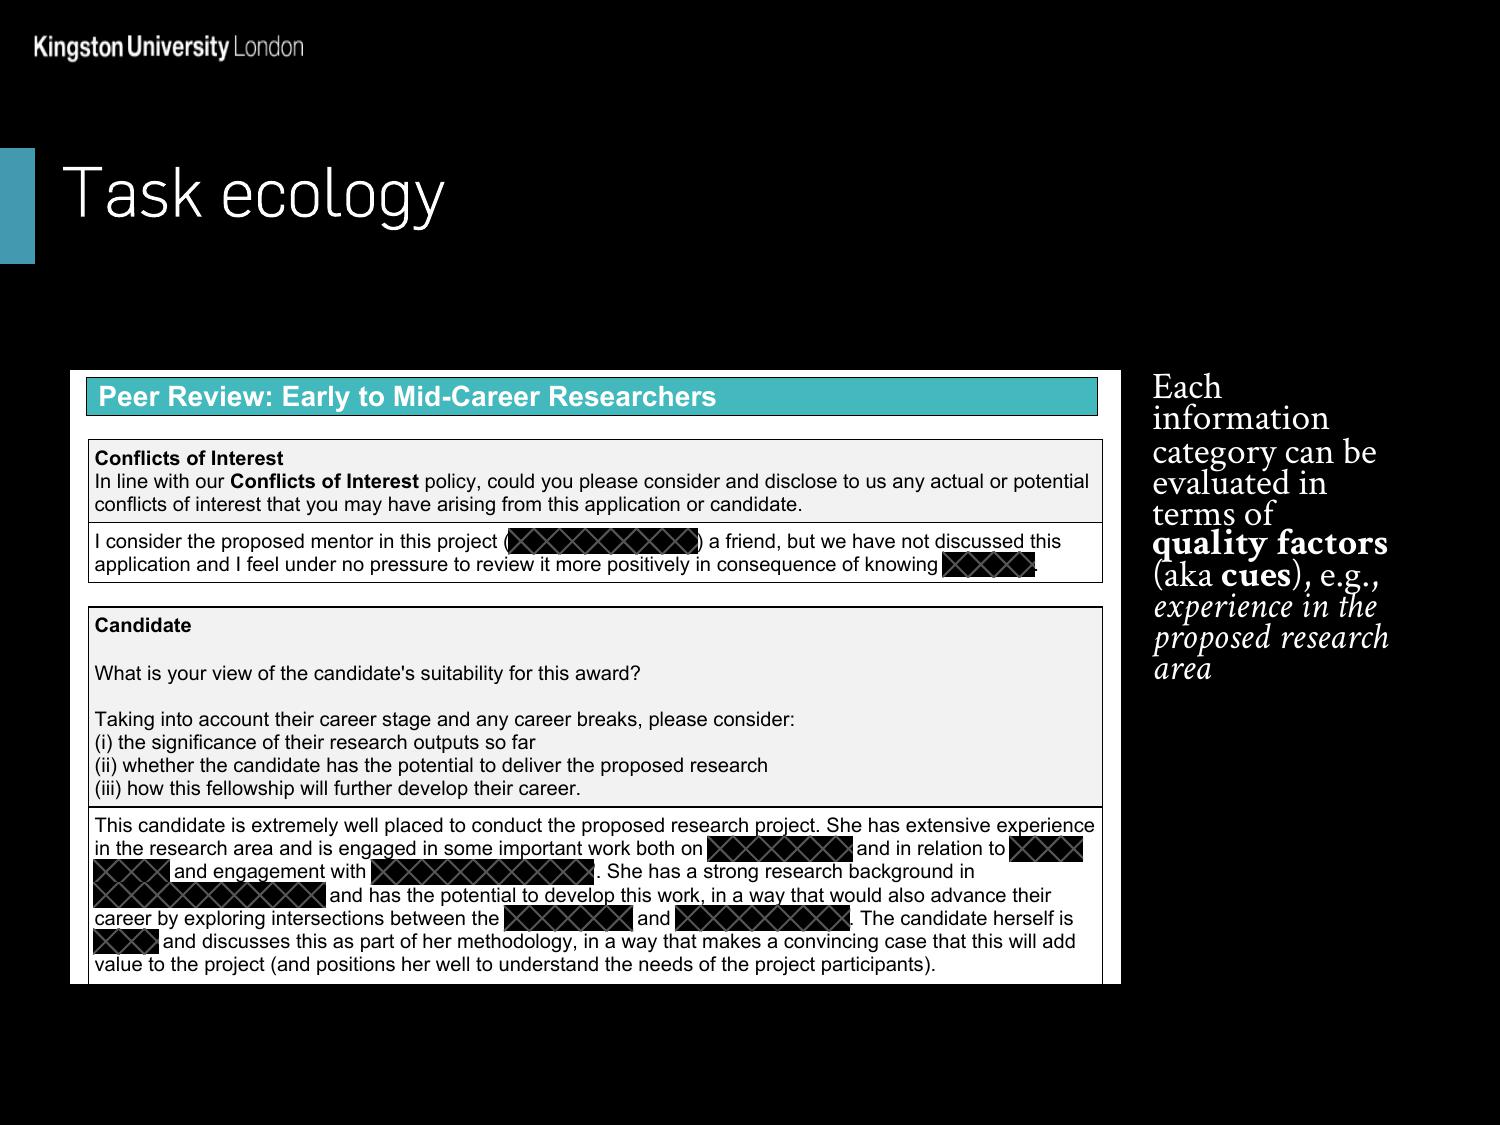 Kingston University London
Task ecology
Peer Review: Early to Mid-Career Researchers
Conflicts of Interest
In line with our Conflicts of Interest policy, could you please consider and disclose to us any actual or potential
conflicts of interest that you may have arising from this application or candidate.
I consider the proposed mentor in this project ( ) a friend, but we have not discussed this
application and I feel under no pressure to review it more positively in consequence of knowing .
Candidate
What is your view of the candidate's suitability for this award?
Taking into account their career stage and any career breaks, please consider:
(i) the significance of their research outputs so far
(ii) whether the candidate has the potential to deliver the proposed research
(iii) how this fellowship will further develop their career.
This candidate is extremely well placed to conduct the proposed research project. She has extensive experience
in the research area and is engaged in some important work both on and in relation to
and engagement with . She has a strong research background in
and has the potential to develop this work, in a way that would also advance their
career by exploring intersections between the and . The candidate herself is
and discusses this as part of her methodology, in a way that makes a convincing case that this will add
value to the project (and positions her well to understand the needs of the project participants).
Each
information
category can be
evaluated in
terms of
quality factors
(aka cues), e.g.,
experience in the
proposed research
area